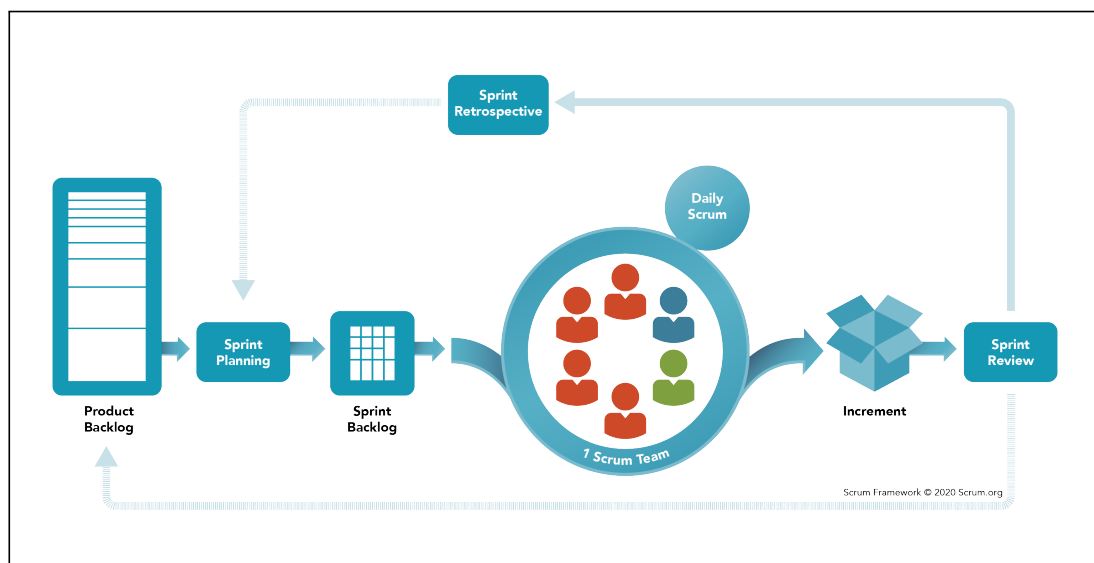 Sprint
Retrospective
Daily
Scrum
Sprint
Planning
Sprint
Review
Product
Backlog
Sprint
Backlog
1 Scrum Team
Increment
Scrum Framework © 2020 Scrum.org